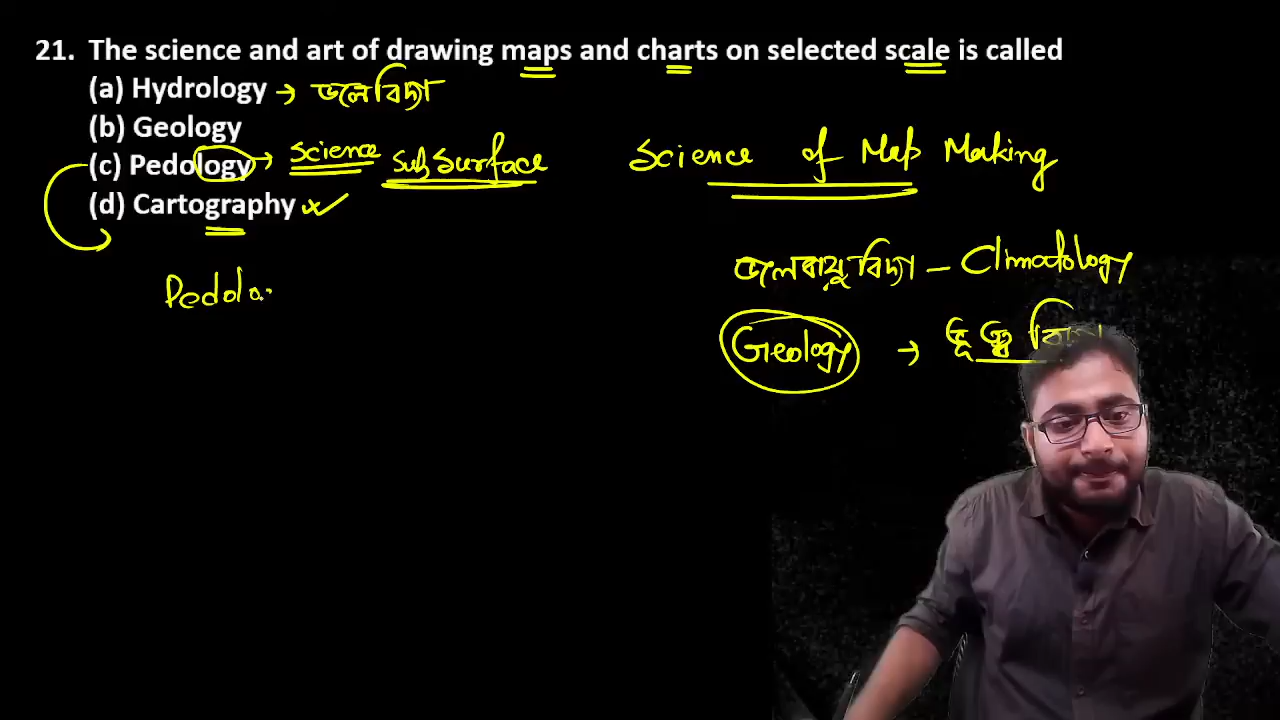 21. The science and art of drawing maps and charts on selected scale is called
(a) Hydrology → জলবিদ্যা
(b) Geology
(c) Pedology → Science Sub Surface
(d) Cartography
Science of Map Making
জলবায়ুবিদ্যা – Climatology
Geology →